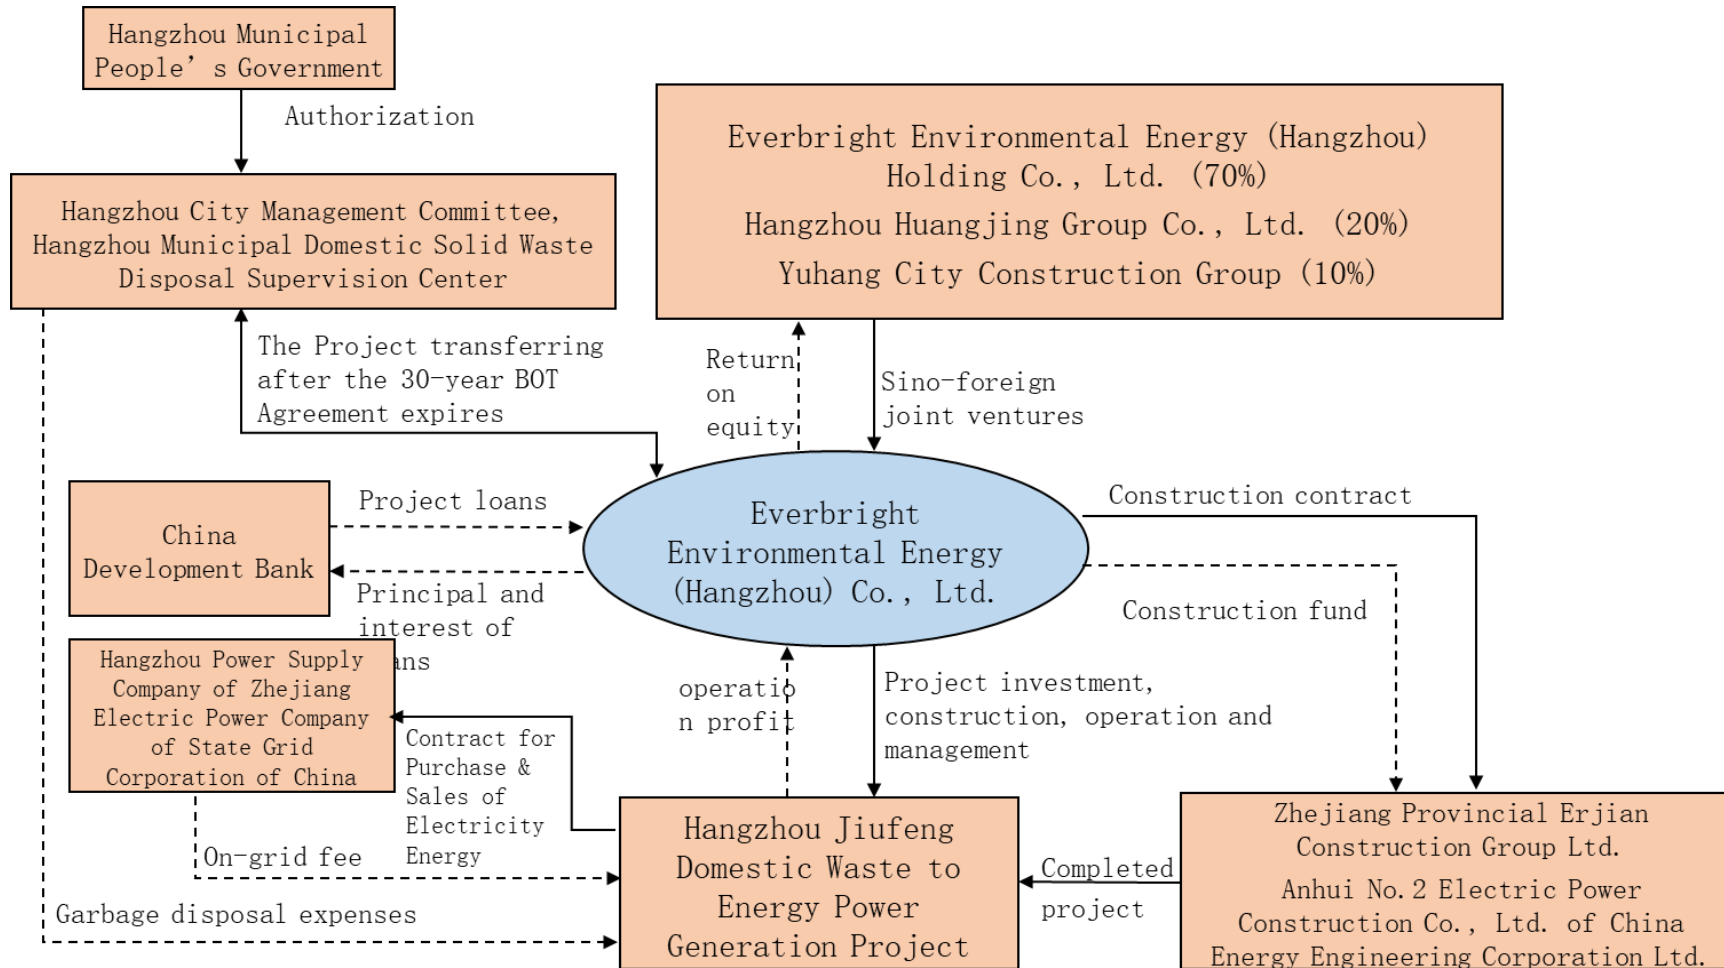 Hangzhou Municipal
People’s Government
Authorization
Hangzhou City Management Committee,
Hangzhou Municipal Domestic Solid Waste
Disposal Supervision Center
Everbright Environmental Energy (Hangzhou)
Holding Co., Ltd. (70%)
Hangzhou Huangjing Group Co., Ltd. (20%)
Yuhang City Construction Group (10%)
The Project transferring
after the 30-year BOT
Agreement expires
Return
on
equity
Sino-foreign
joint ventures
China
Development Bank
Project loans
Principal and
interest of
ans
Everbright
Environmental Energy
(Hangzhou) Co., Ltd.
Construction contract
Construction fund
Hangzhou Power Supply
Company of Zhejiang
Electric Power Company
of State Grid
Corporation of China
Contract for
Purchase &
Sales of
Electricity
Energy
operatio
n profit
Project investment,
construction, operation and
management
On-grid fee
Garbage disposal expenses
Hangzhou Jiufeng
Domestic Waste to
Energy Power
Generation Project
Completed
project
Zhejiang Provincial Erjian
Construction Group Ltd.
Anhui No.2 Electric Power
Construction Co., Ltd. of China
Energy Engineering Corporation Ltd.